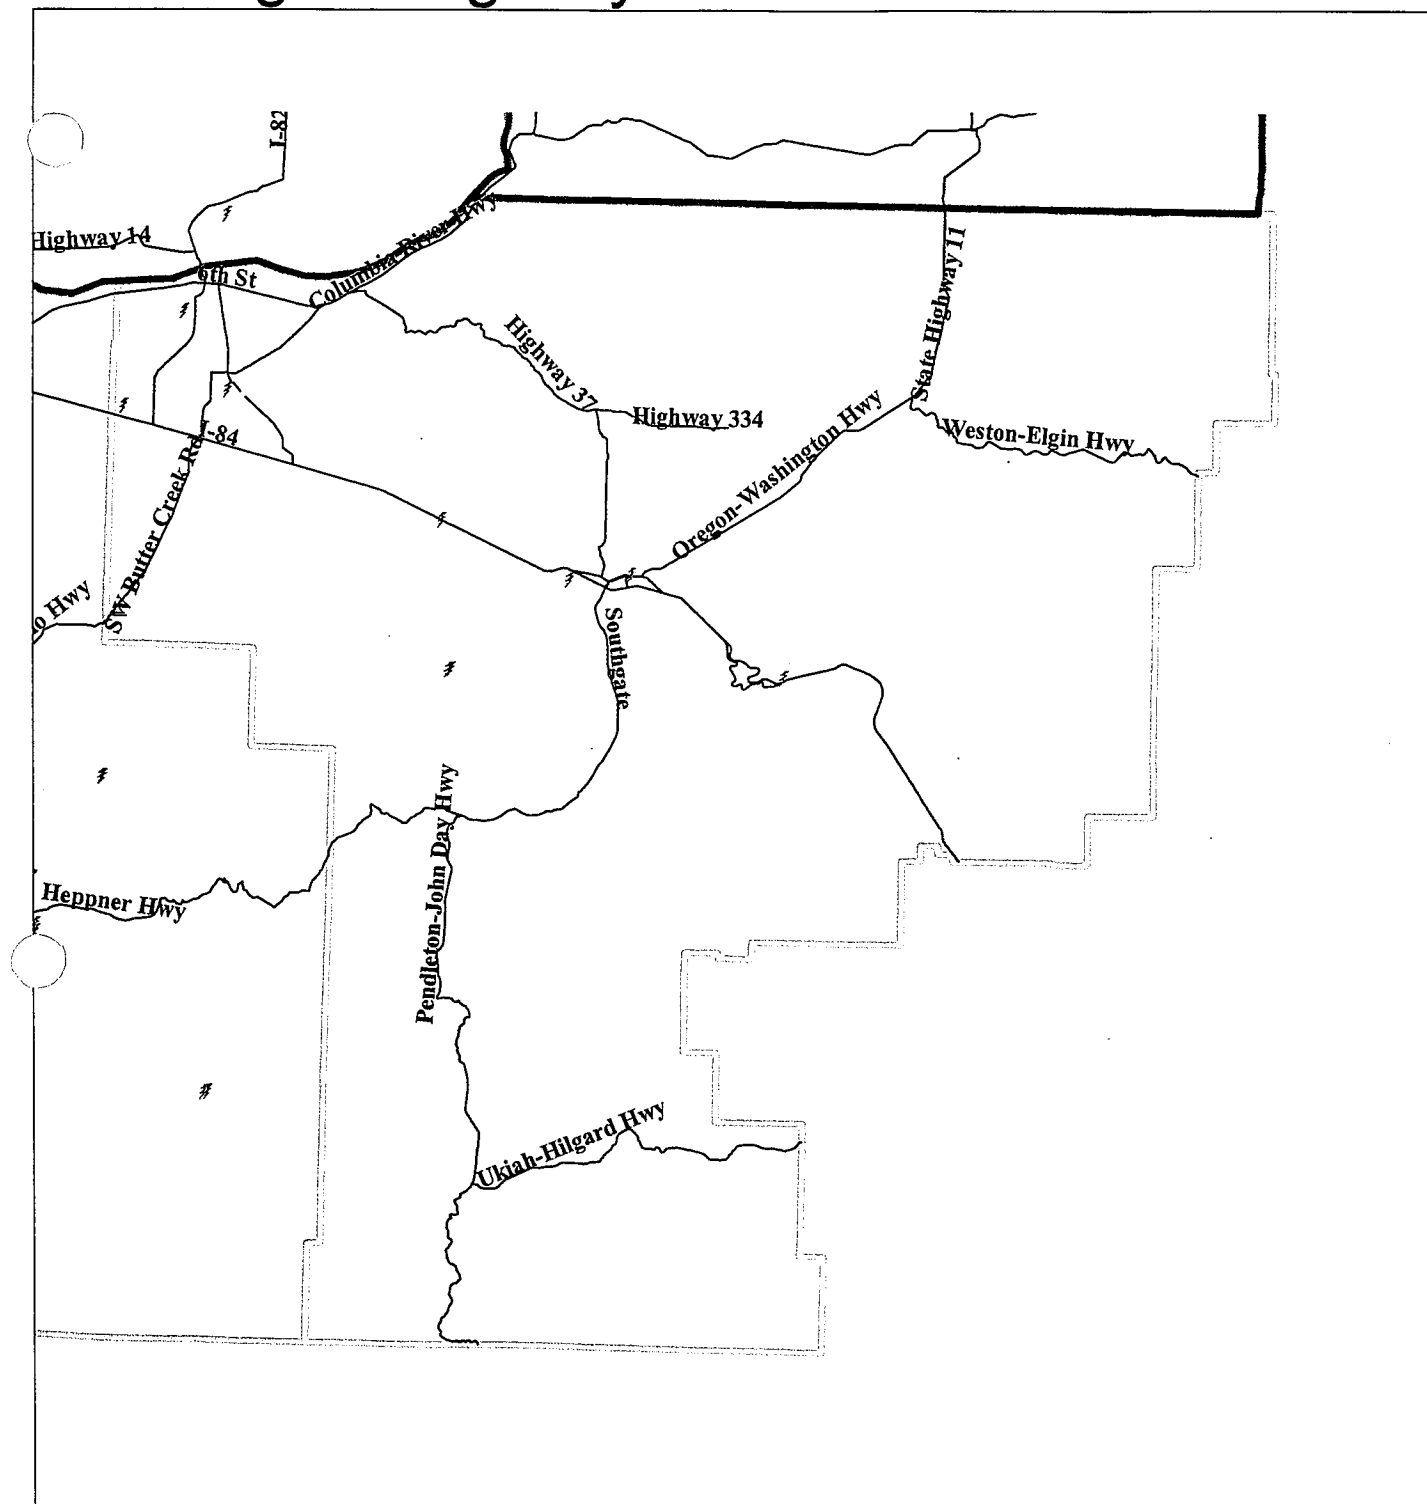 I-82
Highway 14
6th St
Columbia River Hwy
State Highway 11
Highway 37
Highway 334
Oregon-Washington Hwy
Weston-Elgin Hwy
I-84
SW Butter Creek Rd
Hwy
Southgate
Pendleton-John Day Hwy
Heppner Hwy
Ukiah-Hilgard Hwy